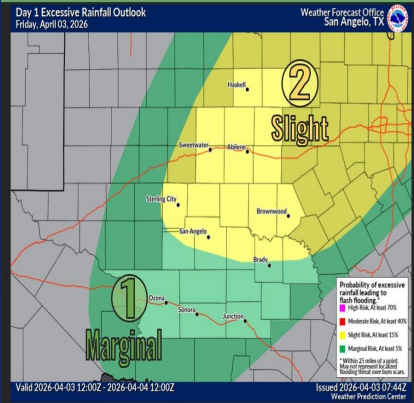 Day 1 Excessive Rainfall Outlook
Friday, April 03, 2026
Weather Forecast Office
San Angelo, TX
Haskell
2
Slight
Sweetwater
Abilene
Sterling City
Brownwood
San Angelo
Brady
1
Marginal
Ozona
Sonora
Junction
Probability of excessive
rainfall leading to
flash flooding.*
High Risk, At least 70%
Moderate Risk, At least 40%
Slight Risk, At least 15%
Marginal Risk, At least 5%
* Within 25 miles of a point.
May not represent localized
flooding threat over burn scars.
Valid 2026-04-03 12:00Z - 2026-04-04 12:00Z
Issued 2026-04-03 07:44Z
Weather Prediction Center